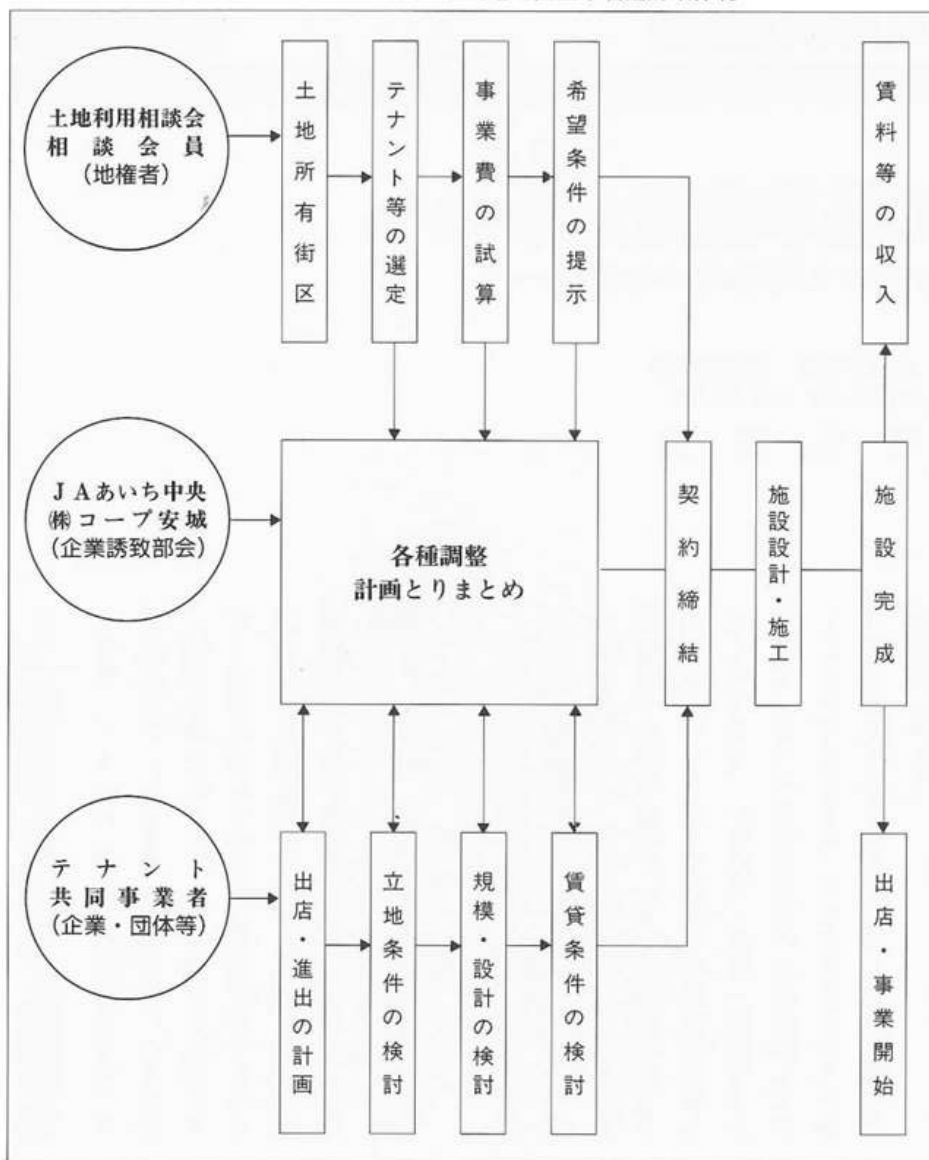 土地利用相談会
相談会員
(地権者)
土地所有街区
テナント等の選定
事業費の試算
希望条件の提示
賃料等の収入
JAあいち中央
㈱コープ安城
(企業誘致部会)
各種調整
計画とりまとめ
契約締結
施設設計・施工
施設完成
テナント
共同事業者
(企業・団体等)
出店・進出の計画
立地条件の検討
規模・設計の検討
賃貸条件の検討
出店・事業開始